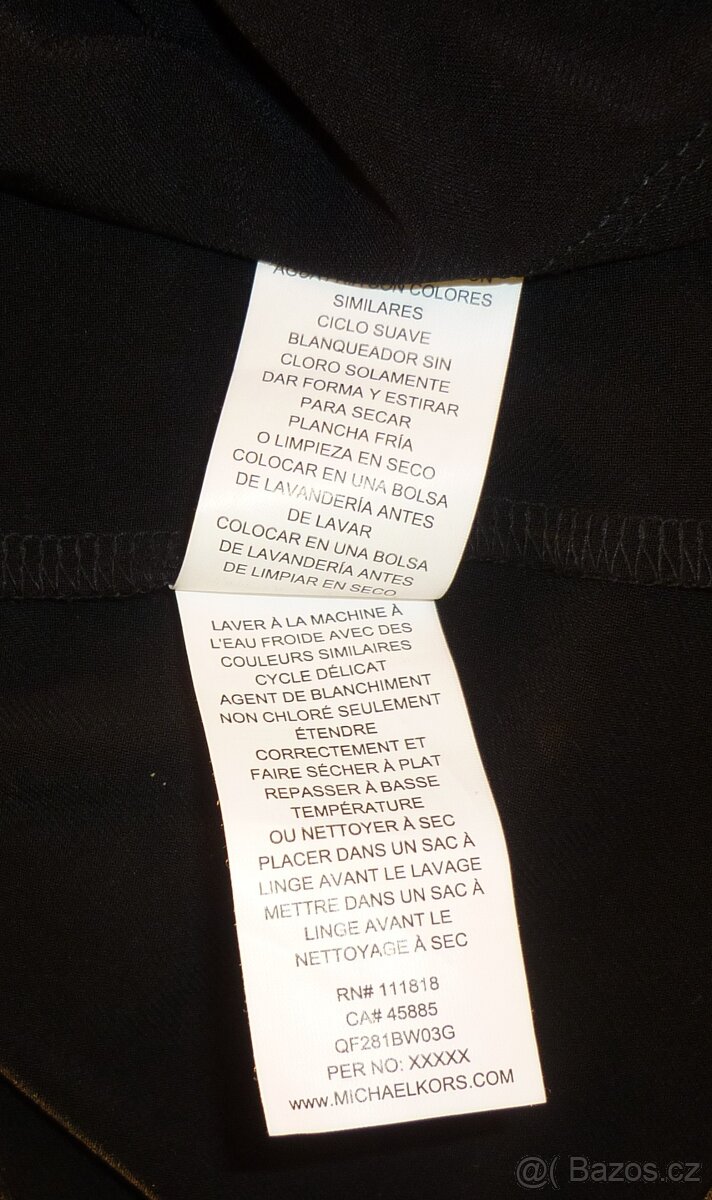 CON COLORES
SIMILARES
CICLO SUAVE
BLANQUEADOR SIN
CLORO SOLAMENTE
DAR FORMA Y ESTIRAR
PARA SECAR
PLANCHA FRÍA
O LIMPIEZA EN SECO
COLOCAR EN UNA BOLSA
DE LAVANDERÍA ANTES
DE LAVAR
COLOCAR EN UNA BOLSA
DE LAVANDERÍA ANTES
DE LIMPIAR EN SECO
LAVER À LA MACHINE À
L'EAU FROIDE AVEC DES
COULEURS SIMILAIRES
CYCLE DÉLICAT
AGENT DE BLANCHIMENT
NON CHLORÉ SEULEMENT
ÉTENDRE
CORRECTEMENT ET
FAIRE SÉCHER À PLAT
REPASSER À BASSE
TEMPÉRATURE
OU NETTOYER À SEC
PLACER DANS UN SAC À
LINGE AVANT LE LAVAGE
METTRE DANS UN SAC À
LINGE AVANT LE
NETTOYAGE À SEC
RN# 111818
CA# 45885
QF281BW03G
PER NO: XXXXX
www.MICHAELKORS.COM
@( Bazos.cz